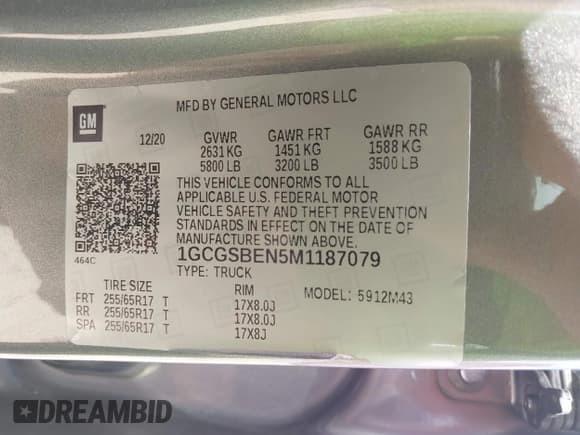 GM
MFD BY GENERAL MOTORS LLC
12/20 GVWR GAWR FRT GAWR RR
2631 KG 1451 KG 1588 KG
5800 LB 3200 LB 3500 LB
THIS VEHICLE CONFORMS TO ALL
APPLICABLE U.S. FEDERAL MOTOR
VEHICLE SAFETY AND THEFT PREVENTION
STANDARDS IN EFFECT ON THE DATE OF
MANUFACTURE SHOWN ABOVE.
464C
1GCGSBEN5M1187079
TYPE: TRUCK
TIRE SIZE RIM MODEL: 5912M43
FRT 255/65R17 T 17X8.0J
RR 255/65R17 T 17X8.0J
SPA 255/65R17 T 17X8J
DREAMBID